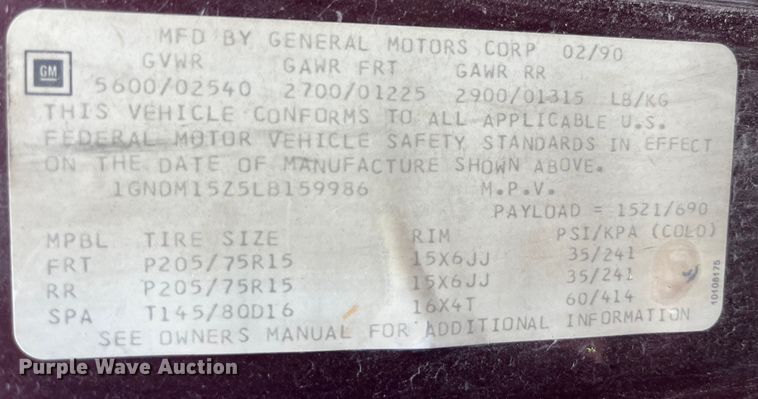 MFD BY GENERAL MOTORS CORP 02/90
GM
GVWR GAWR FRT GAWR RR
5600/02540 2700/01225 2900/01315 LB/KG
THIS VEHICLE CONFORMS TO ALL APPLICABLE U.S.
FEDERAL MOTOR VEHICLE SAFETY STANDARDS IN EFFECT
ON THE DATE OF MANUFACTURE SHOWN ABOVE.
1GNDM15Z5LB159986 M.P.V.
PAYLOAD = 1521/690
MPBL TIRE SIZE RIM PSI/KPA (COLD)
FRT P205/75R15 15X6JJ 35/241
RR P205/75R15 15X6JJ 35/241
SPA T145/80D16 16X4T 60/414
SEE OWNERS MANUAL FOR ADDITIONAL INFORMATION
10106175
Purple Wave Auction